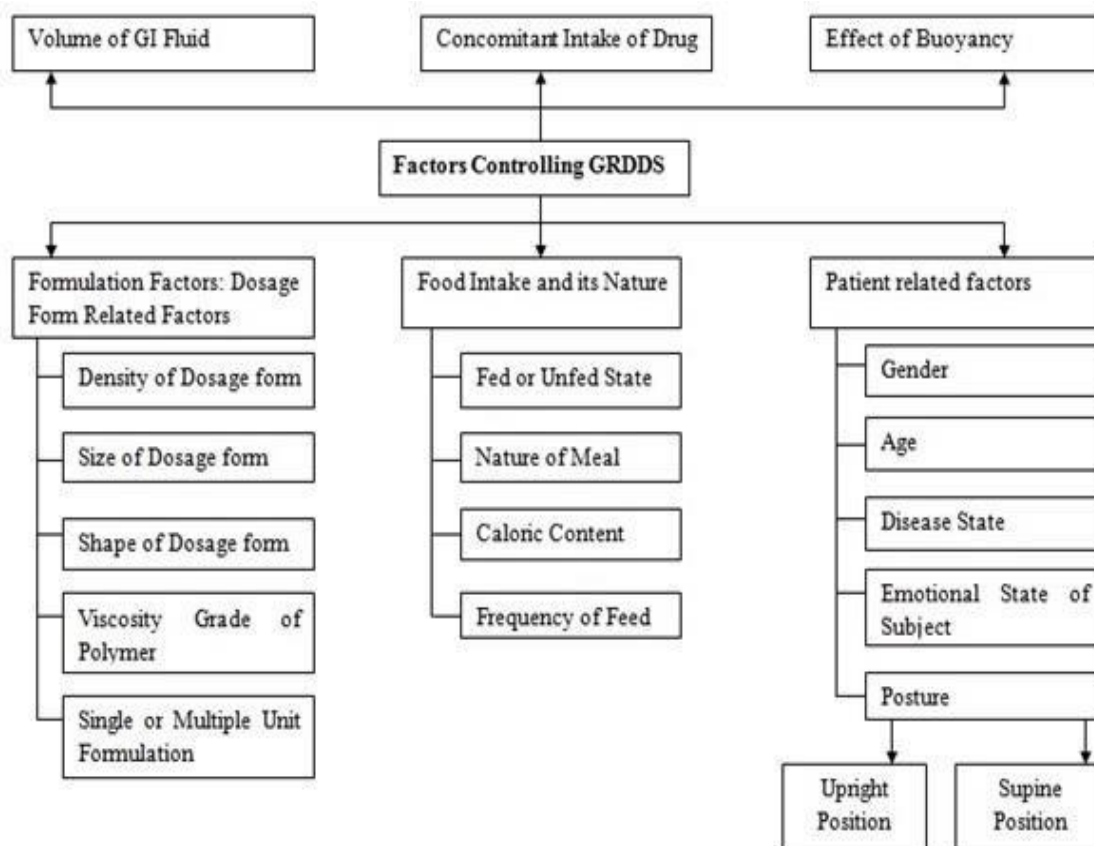 Volume of GI Fluid
Concomitant Intake of Drug
Effect of Buoyancy
Factors Controlling GRDDS
Formulation Factors: Dosage
Form Related Factors
Density of Dosage form
Size of Dosage form
Shape of Dosage form
Viscosity Grade of
Polymer
Single or Multiple Unit
Formulation
Food Intake and its Nature
Fed or Unfed State
Nature of Meal
Caloric Content
Frequency of Feed
Patient related factors
Gender
Age
Disease State
Emotional State of
Subject
Posture
Upright
Position
Supine
Position